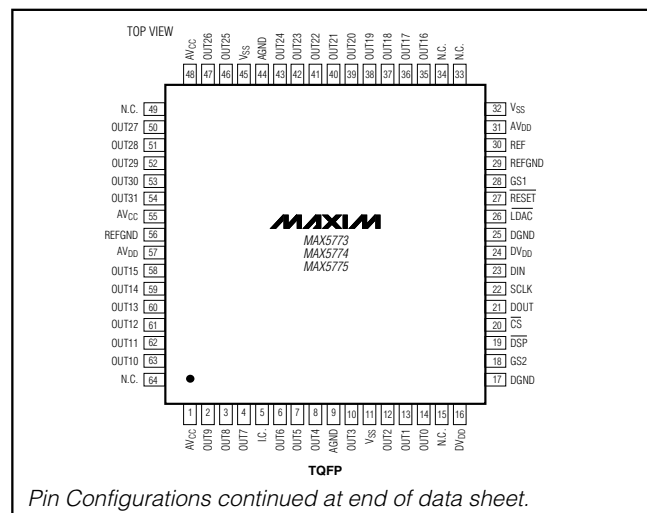 TOP VIEW
AVCC OUT26 OUT25 VSS AGND OUT24 OUT23 OUT22 OUT21 OUT20 OUT19 OUT18 OUT17 OUT16 N.C. N.C.
48 47 46 45 44 43 42 41 40 39 38 37 36 35 34 33
N.C. 49 32 VSS
OUT27 50 31 AVDD
OUT28 51 30 REF
OUT29 52 29 REFGND
OUT30 53 28 GS1
OUT31 54 27 RESET
AVCC 55 26 LDAC
REFGND 56 25 DGND
AVDD 57 24 DVDD
OUT15 58 23 DIN
OUT14 59 22 SCLK
OUT13 60 21 DOUT
OUT12 61 20 CS
OUT11 62 19 DSP
OUT10 63 18 GS2
N.C. 64 17 DGND
MAXIM
MAX5773
MAX5774
MAX5775
1 2 3 4 5 6 7 8 9 10 11 12 13 14 15 16
AVCC OUT9 OUT8 OUT7 I.C. OUT6 OUT5 OUT4 AGND OUT3 VSS OUT2 OUT1 OUT0 N.C. DVDD
TQFP
Pin Configurations continued at end of data sheet.